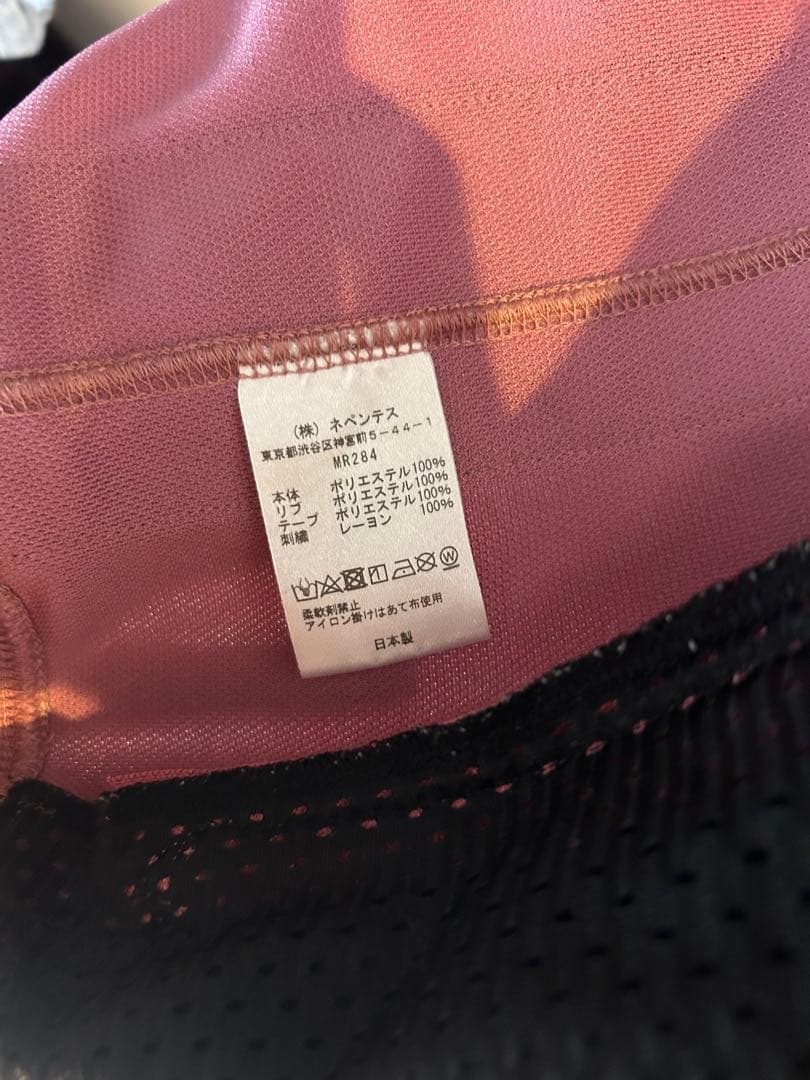 (株) ネペンテス
東京都渋谷区神宮前5-44-1
MR284
本体 ポリエステル100%
リブ ポリエステル100%
テープ ポリエステル100%
刺繍 レーヨン 100%
柔軟剤禁止
アイロン掛けはあて布使用
日本製